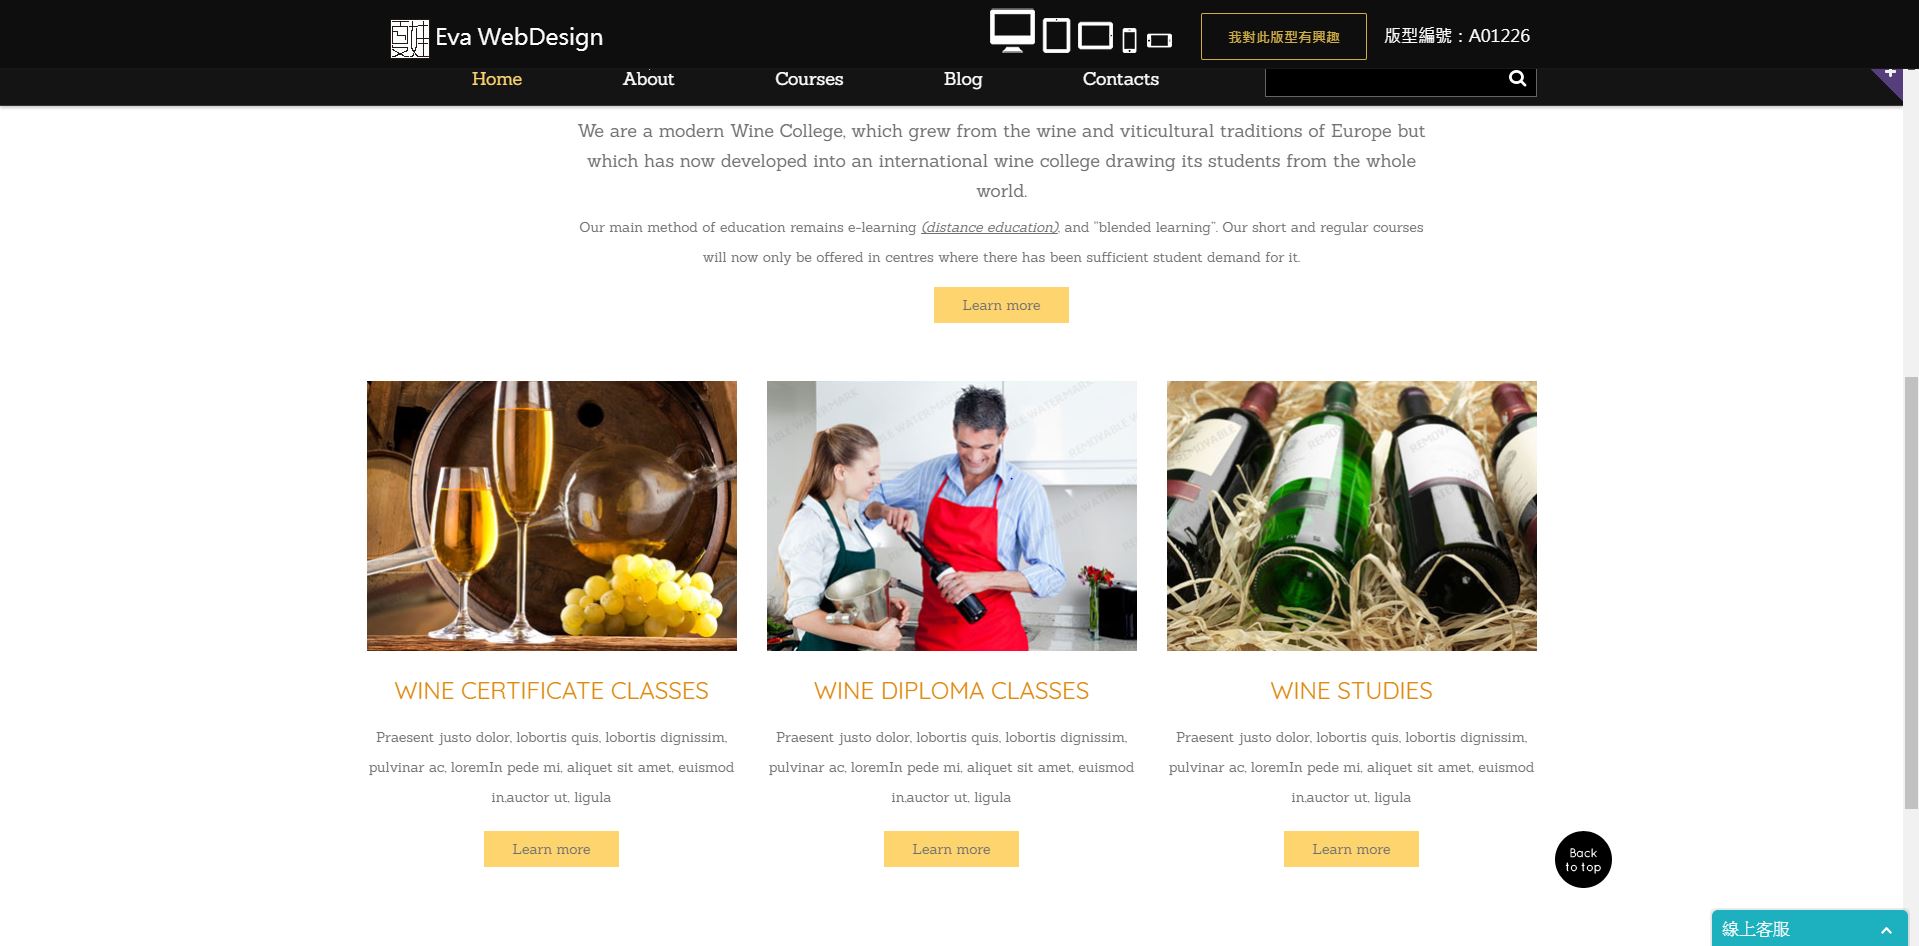 Eva WebDesign
我對此版型有興趣
版型編號：A01226
Home About Courses Blog Contacts
We are a modern Wine College, which grew from the wine and viticultural traditions of Europe but
which has now developed into an international wine college drawing its students from the whole
world.
Our main method of education remains e-learning (distance education), and "blended learning". Our short and regular courses
will now only be offered in centres where there has been sufficient student demand for it.
Learn more
REMOVABLE WATERMARK
WINE CERTIFICATE CLASSES
Praesent justo dolor, lobortis quis, lobortis dignissim,
pulvinar ac, loremIn pede mi, aliquet sit amet, euismod
in,auctor ut, ligula
Learn more
WINE DIPLOMA CLASSES
Praesent justo dolor, lobortis quis, lobortis dignissim,
pulvinar ac, loremIn pede mi, aliquet sit amet, euismod
in,auctor ut, ligula
Learn more
WINE STUDIES
Praesent justo dolor, lobortis quis, lobortis dignissim,
pulvinar ac, loremIn pede mi, aliquet sit amet, euismod
in,auctor ut, ligula
Learn more
Back
to top
線上客服